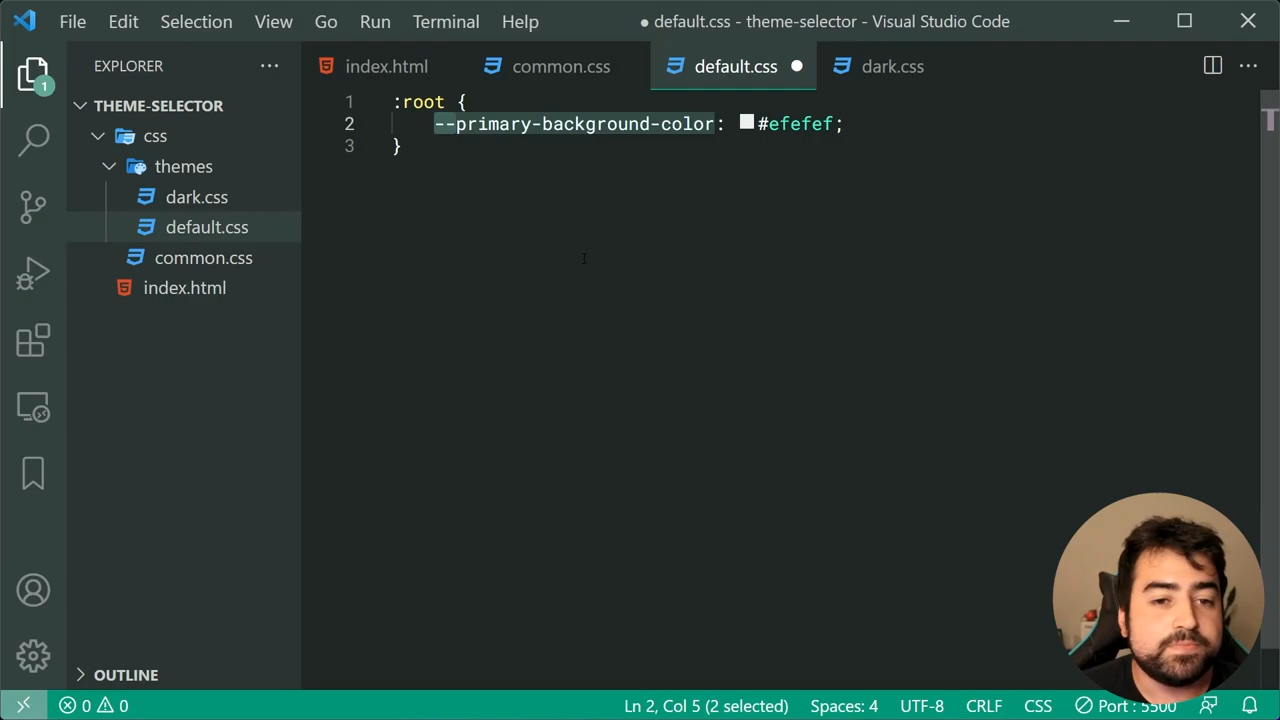 File Edit Selection View Go Run Terminal Help ● default.css - theme-selector - Visual Studio Code
EXPLORER
1
THEME-SELECTOR
css
themes
dark.css
default.css
common.css
index.html
OUTLINE
index.html common.css default.css dark.css
1 :root {
2 --primary-background-color: #efefef;
3 }
0 0 Ln 2, Col 5 (2 selected) Spaces: 4 UTF-8 CRLF CSS Port : 5500